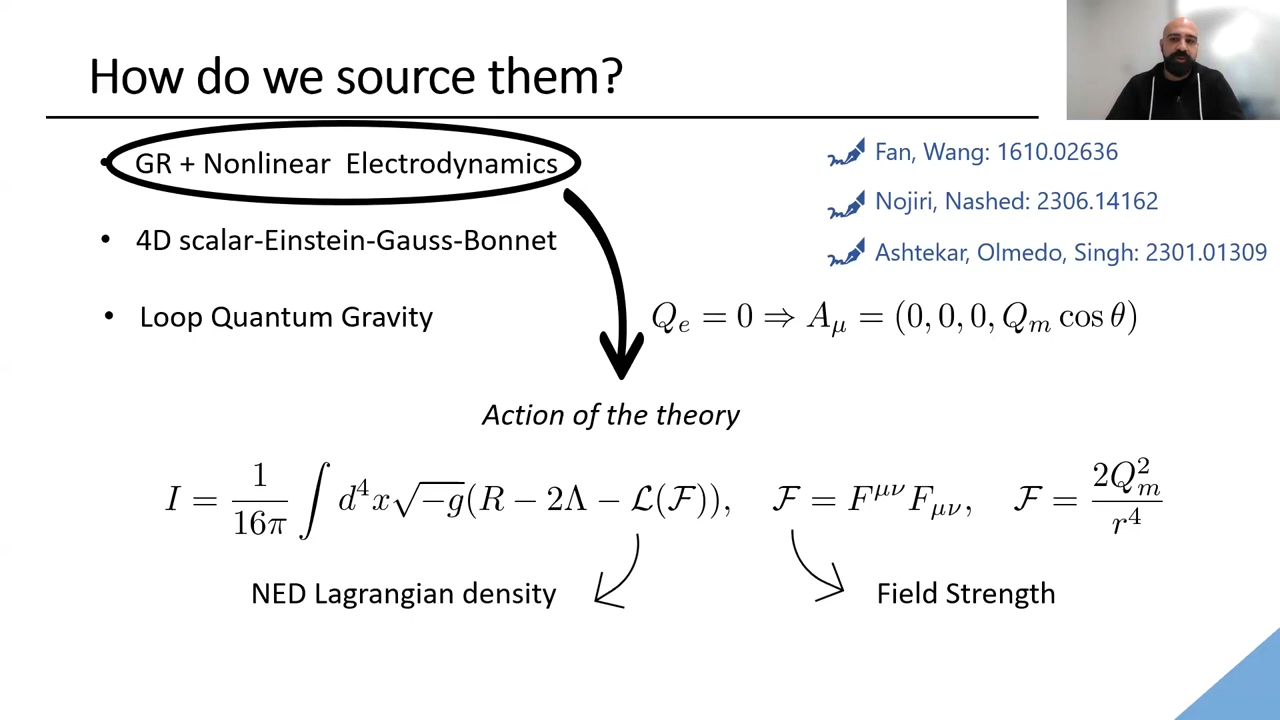 How do we source them?
• GR + Nonlinear Electrodynamics
• 4D scalar-Einstein-Gauss-Bonnet
• Loop Quantum Gravity
Fan, Wang: 1610.02636
Nojiri, Nashed: 2306.14162
Ashtekar, Olmedo, Singh: 2301.01309
Q_e = 0 ⇒ A_μ = (0, 0, 0, Q_m cos θ)
Action of the theory
I = \frac{1}{16π} ∫ d^4x √{-g}(R − 2Λ − ℒ(ℱ)), ℱ = F^{μν}F_{μν}, ℱ = \frac{2Q_m^2}{r^4}
NED Lagrangian density
Field Strength